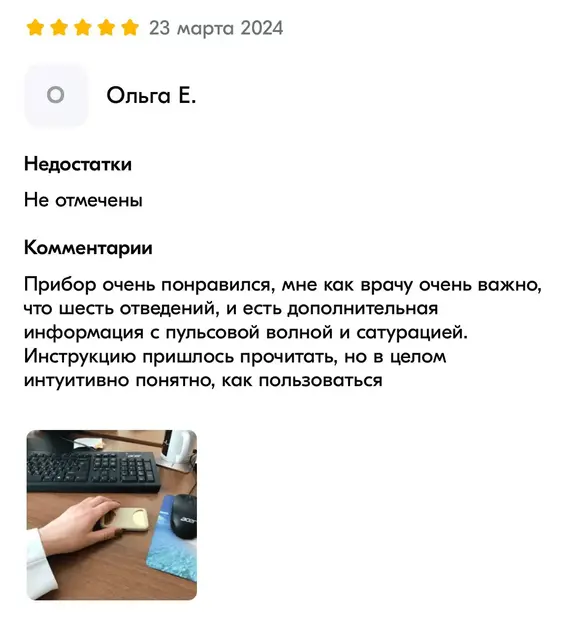 23 марта 2024
О
Ольга Е.
Недостатки
Не отмечены
Комментарии
Прибор очень понравился, мне как врачу очень важно,
что шесть отведений, и есть дополнительная
информация с пульсовой волной и сатурацией.
Инструкцию пришлось прочитать, но в целом
интуитивно понятно, как пользоваться
acer